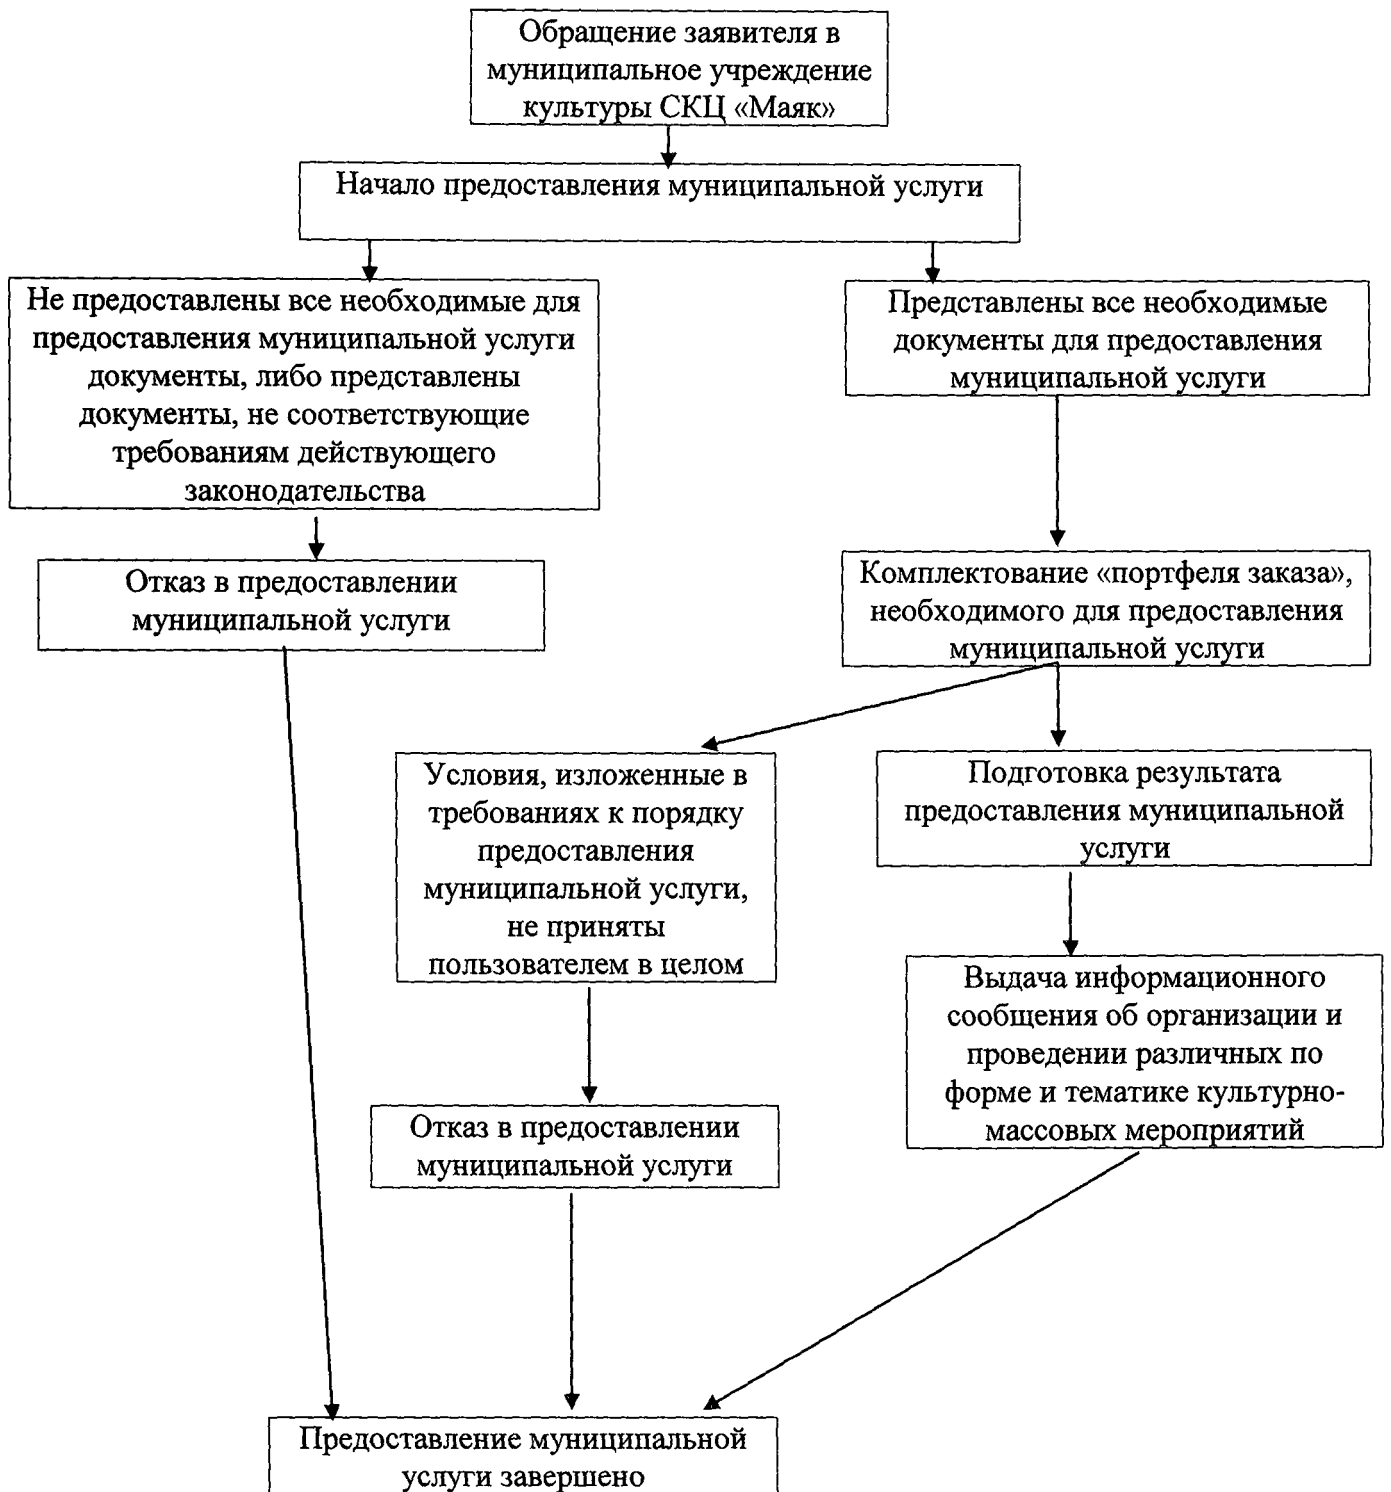 Обращение заявителя в
муниципальное учреждение
культуры СКЦ «Маяк»
Начало предоставления муниципальной услуги
Не предоставлены все необходимые для
предоставления муниципальной услуги
документы, либо представлены
документы, не соответствующие
требованиям действующего
законодательства
Представлены все необходимые
документы для предоставления
муниципальной услуги
Отказ в предоставлении
муниципальной услуги
Комплектование «портфеля заказа»,
необходимого для предоставления
муниципальной услуги
Условия, изложенные в
требованиях к порядку
предоставления
муниципальной услуги,
не приняты
пользователем в целом
Подготовка результата
предоставления муниципальной
услуги
Выдача информационного
сообщения об организации и
проведении различных по
форме и тематике культурно-
массовых мероприятий
Отказ в предоставлении
муниципальной услуги
Предоставление муниципальной
услуги завершено